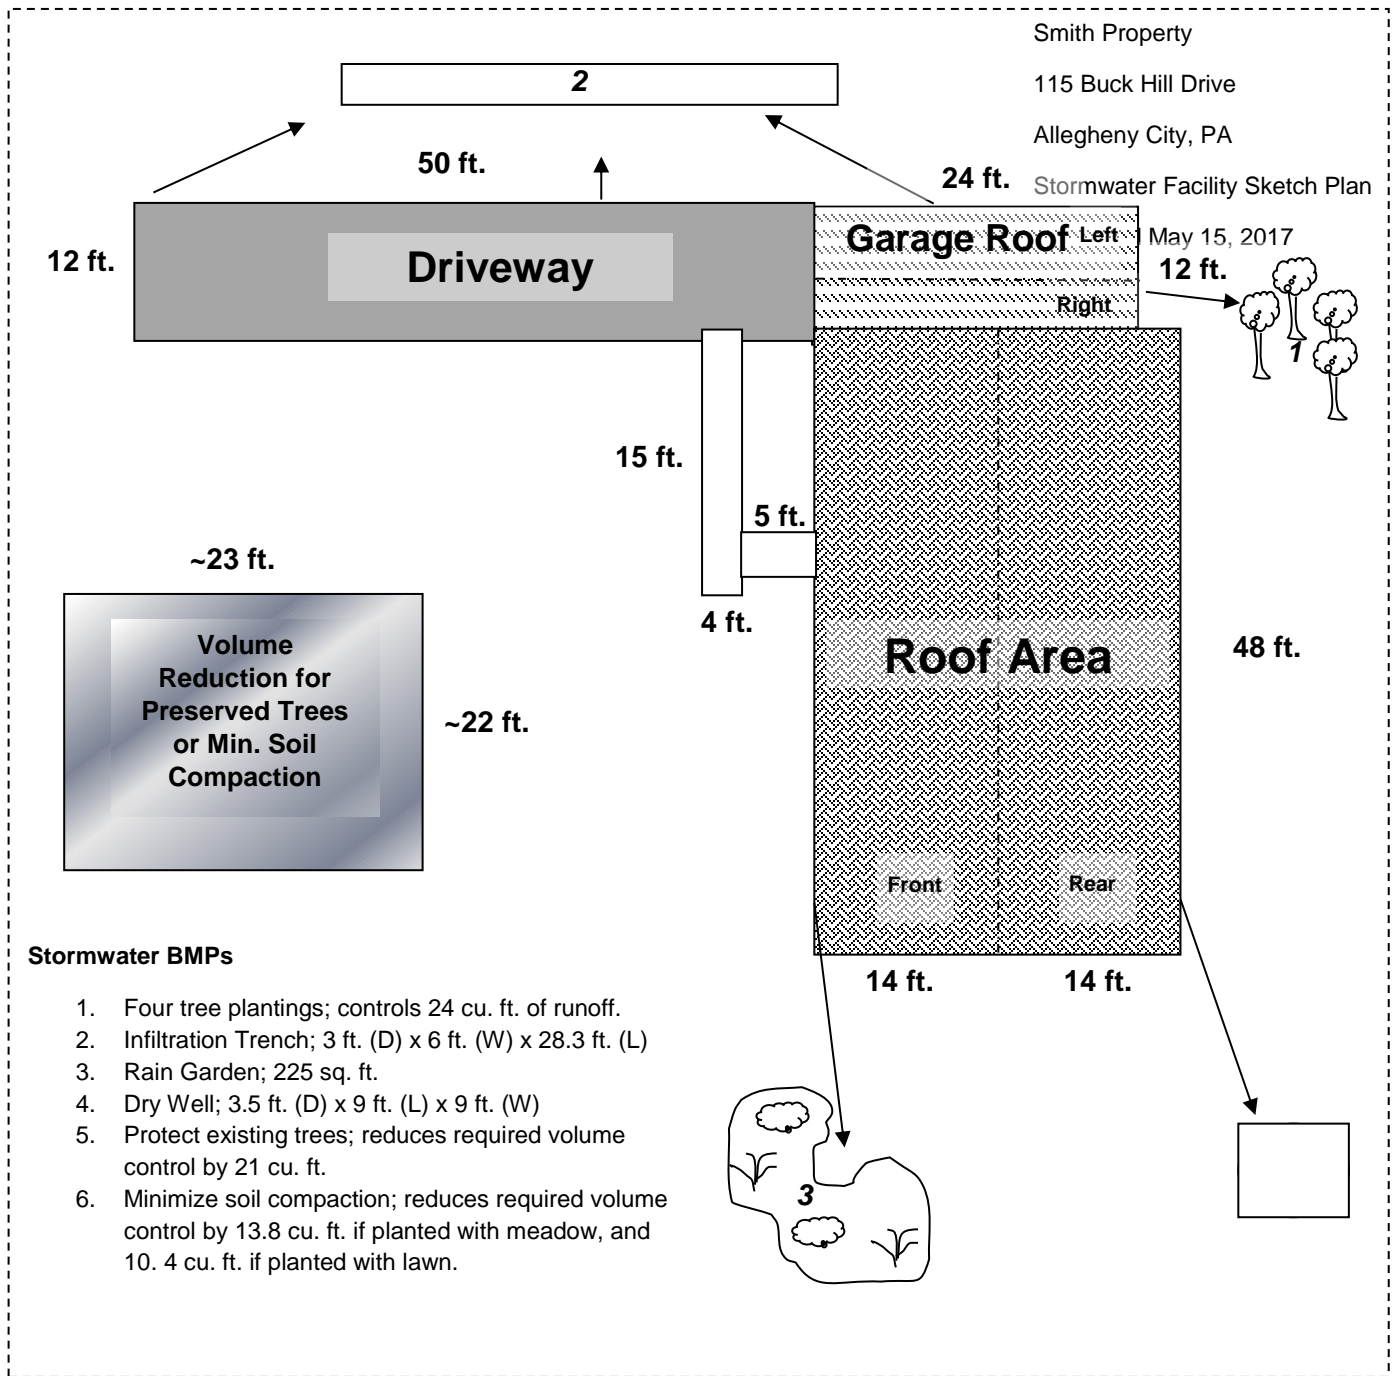 Smith Property
115 Buck Hill Drive
Allegheny City, PA
Stormwater Facility Sketch Plan
May 15, 2017
2
50 ft.
24 ft.
12 ft.
Driveway
Garage Roof
Left
Right
12 ft.
1
15 ft.
5 ft.
4 ft.
~23 ft.
Volume
Reduction for
Preserved Trees
or Min. Soil
Compaction
~22 ft.
Roof Area
48 ft.
Front
Rear
14 ft.
14 ft.
Stormwater BMPs
1. Four tree plantings; controls 24 cu. ft. of runoff.
2. Infiltration Trench; 3 ft. (D) x 6 ft. (W) x 28.3 ft. (L)
3. Rain Garden; 225 sq. ft.
4. Dry Well; 3.5 ft. (D) x 9 ft. (L) x 9 ft. (W)
5. Protect existing trees; reduces required volume
control by 21 cu. ft.
6. Minimize soil compaction; reduces required volume
control by 13.8 cu. ft. if planted with meadow, and
10. 4 cu. ft. if planted with lawn.
3